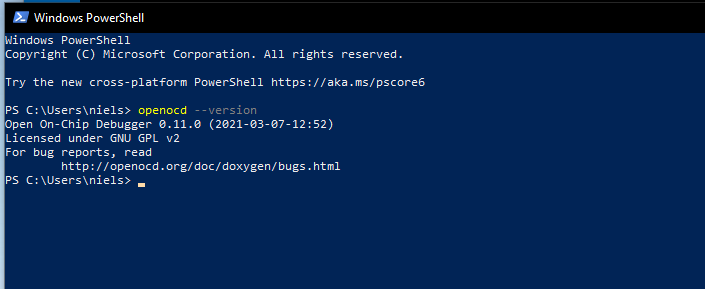 Windows PowerShell
Windows PowerShell
Copyright (C) Microsoft Corporation. All rights reserved.
Try the new cross-platform PowerShell https://aka.ms/pscore6
PS C:\Users\niels> openocd --version
Open On-Chip Debugger 0.11.0 (2021-03-07-12:52)
Licensed under GNU GPL v2
For bug reports, read
http://openocd.org/doc/doxygen/bugs.html
PS C:\Users\niels>